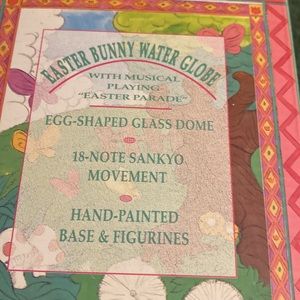 EASTER BUNNY WATER GLOBE
WITH MUSICAL
PLAYING
"EASTER PARADE"
EGG-SHAPED GLASS DOME
18-NOTE SANKYO
MOVEMENT
HAND-PAINTED
BASE & FIGURINES